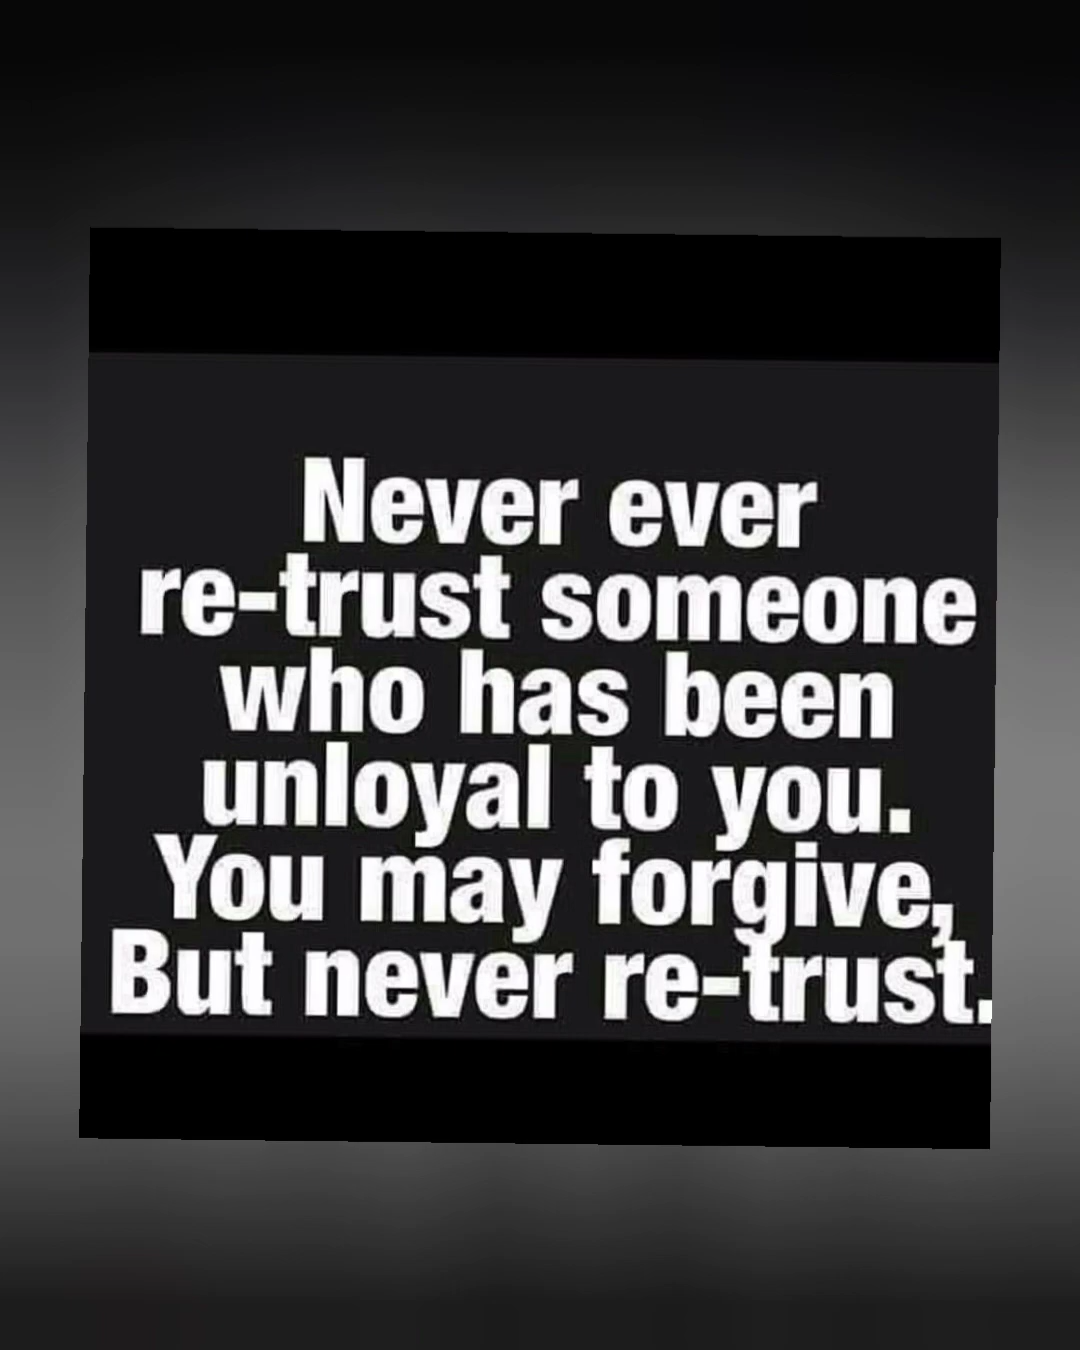 Never ever
re-trust someone
who has been
unloyal to you.
You may forgive,
But never re-trust.